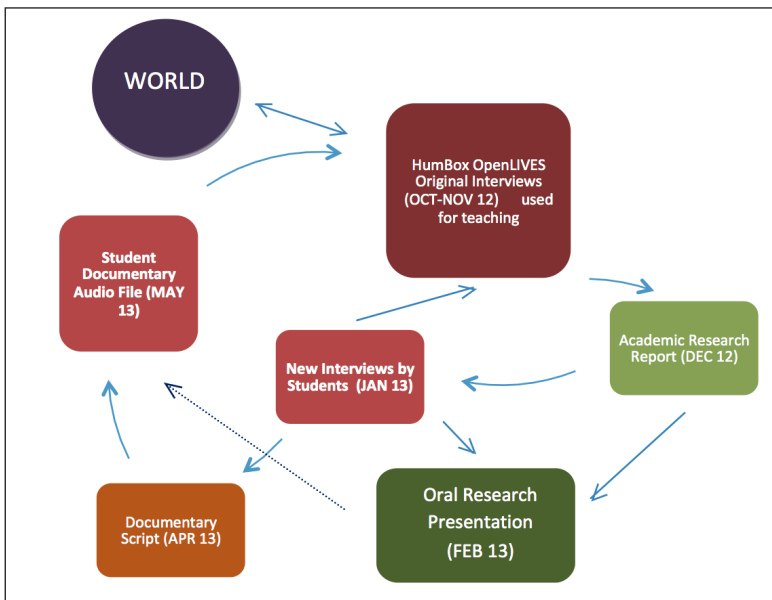 WORLD
HumBox OpenLIVES
Original Interviews
(OCT-NOV 12) used
for teaching
Student
Documentary
Audio File (MAY
13)
Academic Research
Report (DEC 12)
New Interviews by
Students (JAN 13)
Oral Research
Presentation
(FEB 13)
Documentary
Script (APR 13)